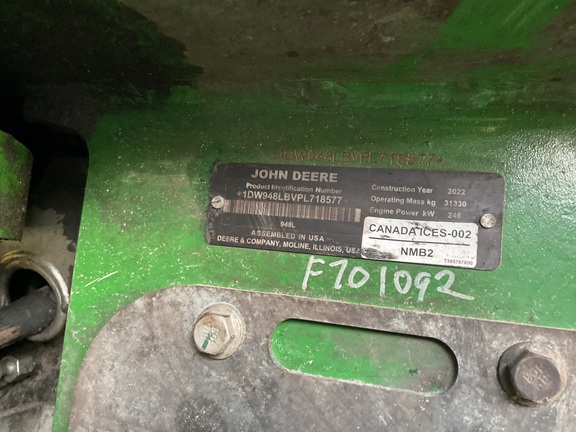 1DW948LBVPL718577*
JOHN DEERE
Product Identification Number
*1DW948LBVPL718577
948L
ASSEMBLED IN USA
DEERE & COMPANY, MOLINE, ILLINOIS, USA
Construction Year 2022
Operating Mass kg 31330
Engine Power kW 248
CANADA ICES-002
NMB2
F701092